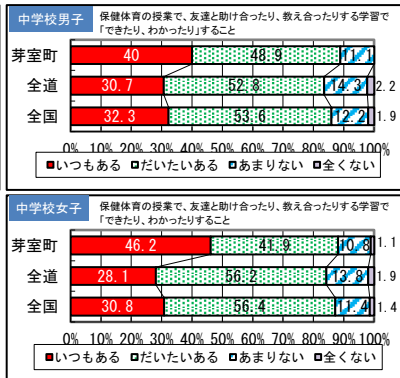 中学校男子
保健体育の授業で、友達と助け合ったり、教え合ったりする学習で
「できたり、わかったり」すること
芽室町 40 48.9 11.1
全道 30.7 52.8 14.3 2.2
全国 32.3 53.6 12.2 1.9
0% 10% 20% 30% 40% 50% 60% 70% 80% 90% 100%
いつもある だいたいある あまりない 全くない
中学校女子
保健体育の授業で、友達と助け合ったり、教え合ったりする学習で
「できたり、わかったりすること
芽室町 46.2 41.9 10.8 1.1
全道 28.1 56.2 13.8 1.9
全国 30.8 56.4 11.4 1.4
0% 10% 20% 30% 40% 50% 60% 70% 80% 90% 100%
いつもある だいたいある あまりない 全くない